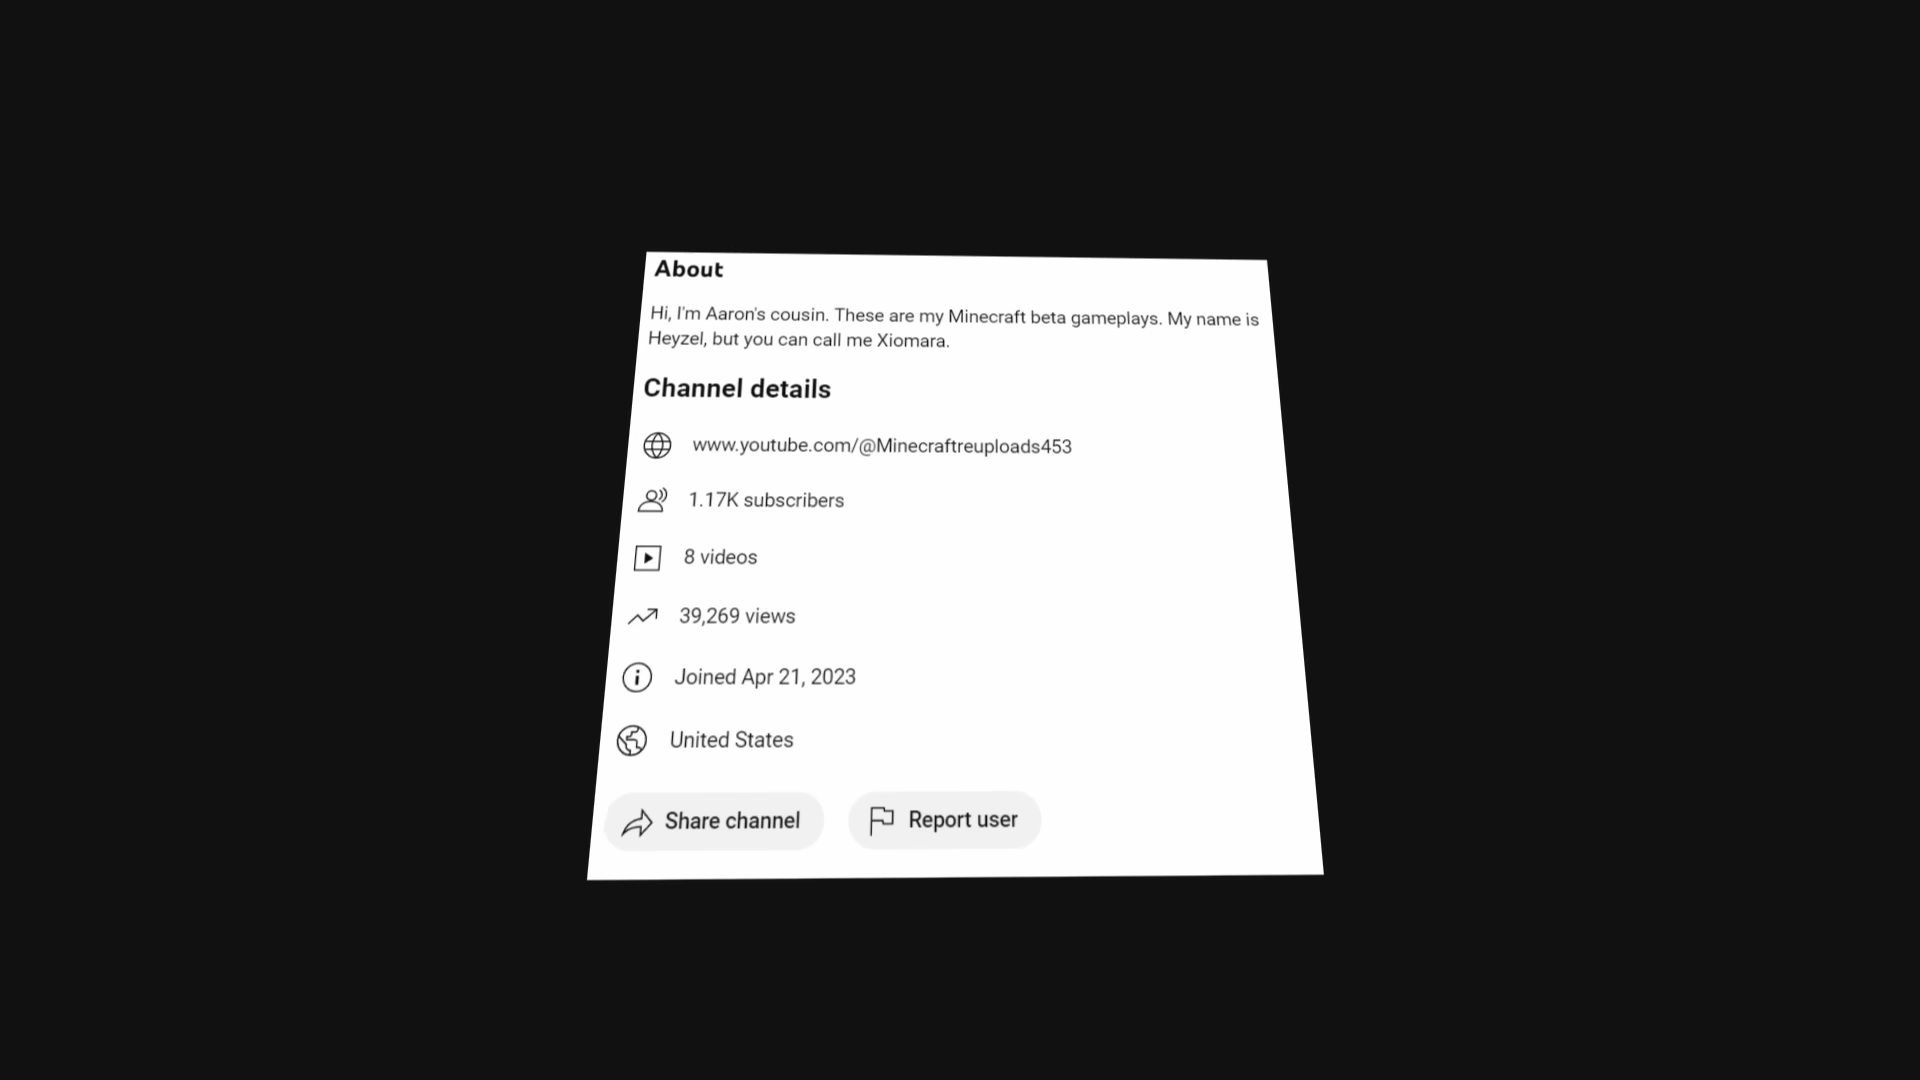 About
Hi, I'm Aaron's cousin. These are my Minecraft beta gameplays. My name is
Heyzel, but you can call me Xiomara.
Channel details
www.youtube.com/@Minecraftreuploads453
1.17K subscribers
8 videos
39,269 views
Joined Apr 21, 2023
United States
Share channel
Report user